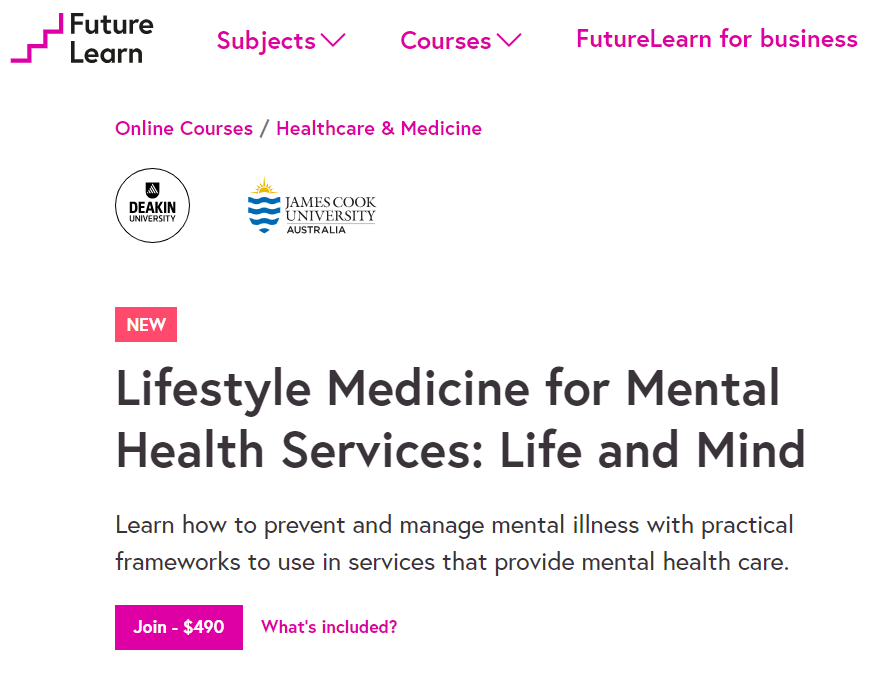 Future
Learn
Subjects
Courses
FutureLearn for business
Online Courses / Healthcare & Medicine
DEAKIN
UNIVERSITY
JAMES COOK
UNIVERSITY
AUSTRALIA
NEW
Lifestyle Medicine for Mental
Health Services: Life and Mind
Learn how to prevent and manage mental illness with practical
frameworks to use in services that provide mental health care.
Join - $490
What's included?